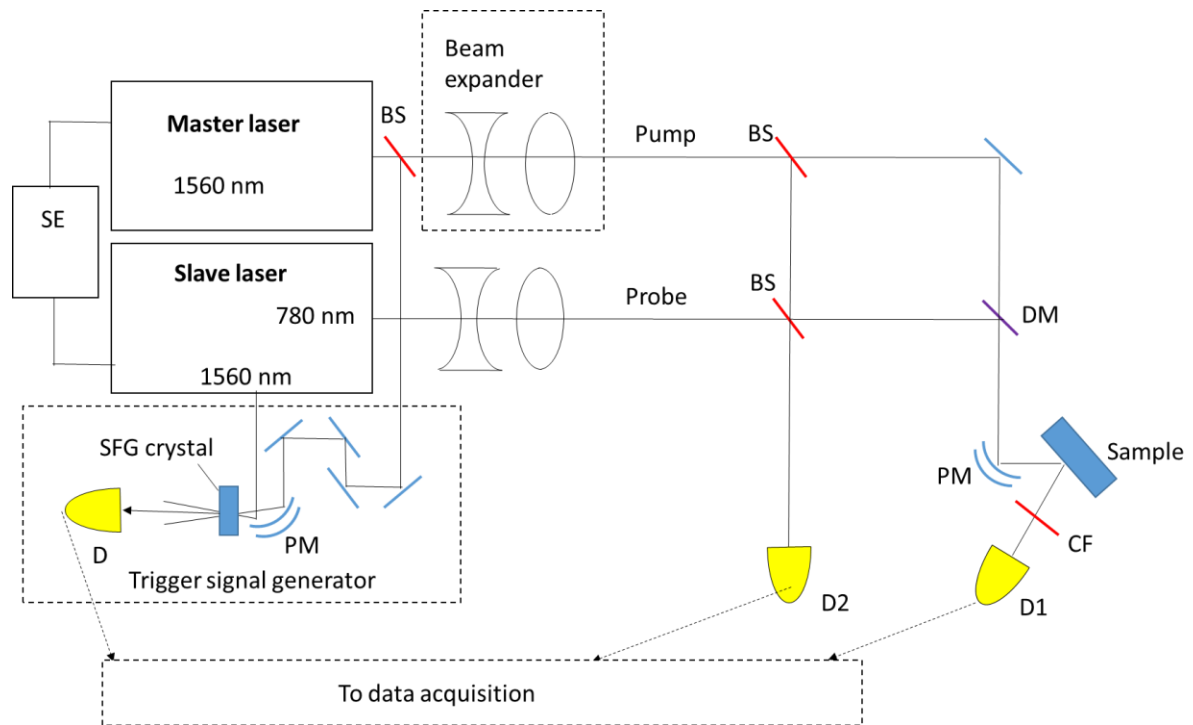 Beam
expander
Master laser
BS
Pump
BS
1560 nm
SE
Slave laser
780 nm
Probe
BS
DM
1560 nm
SFG crystal
Sample
PM
D
PM
CF
Trigger signal generator
D2
D1
To data acquisition